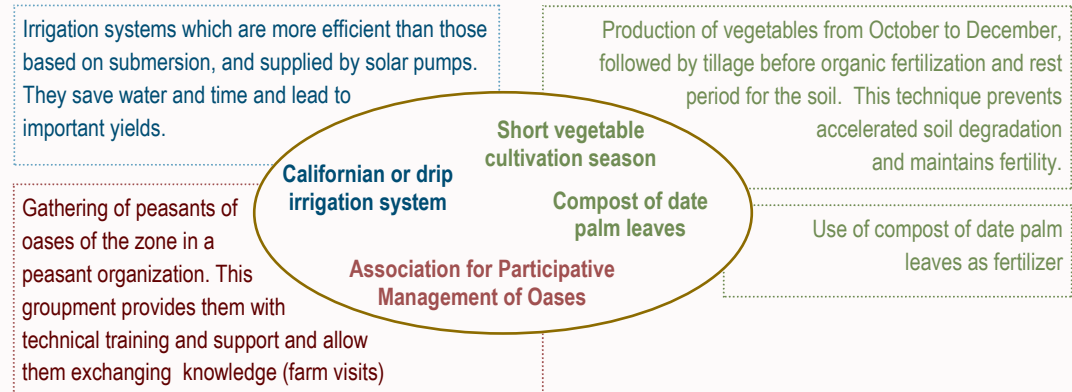 Irrigation systems which are more efficient than those
based on submersion, and supplied by solar pumps.
They save water and time and lead to
important yields.
Production of vegetables from October to December,
followed by tillage before organic fertilization and rest
period for the soil. This technique prevents
accelerated soil degradation
and maintains fertility.
Short vegetable
cultivation season
Californian or drip
irrigation system
Compost of date
palm leaves
Association for Participative
Management of Oases
Gathering of peasants of
oases of the zone in a
peasant organization. This
groupment provides them with
technical training and support and allow
them exchanging knowledge (farm visits)
Use of compost of date palm
leaves as fertilizer